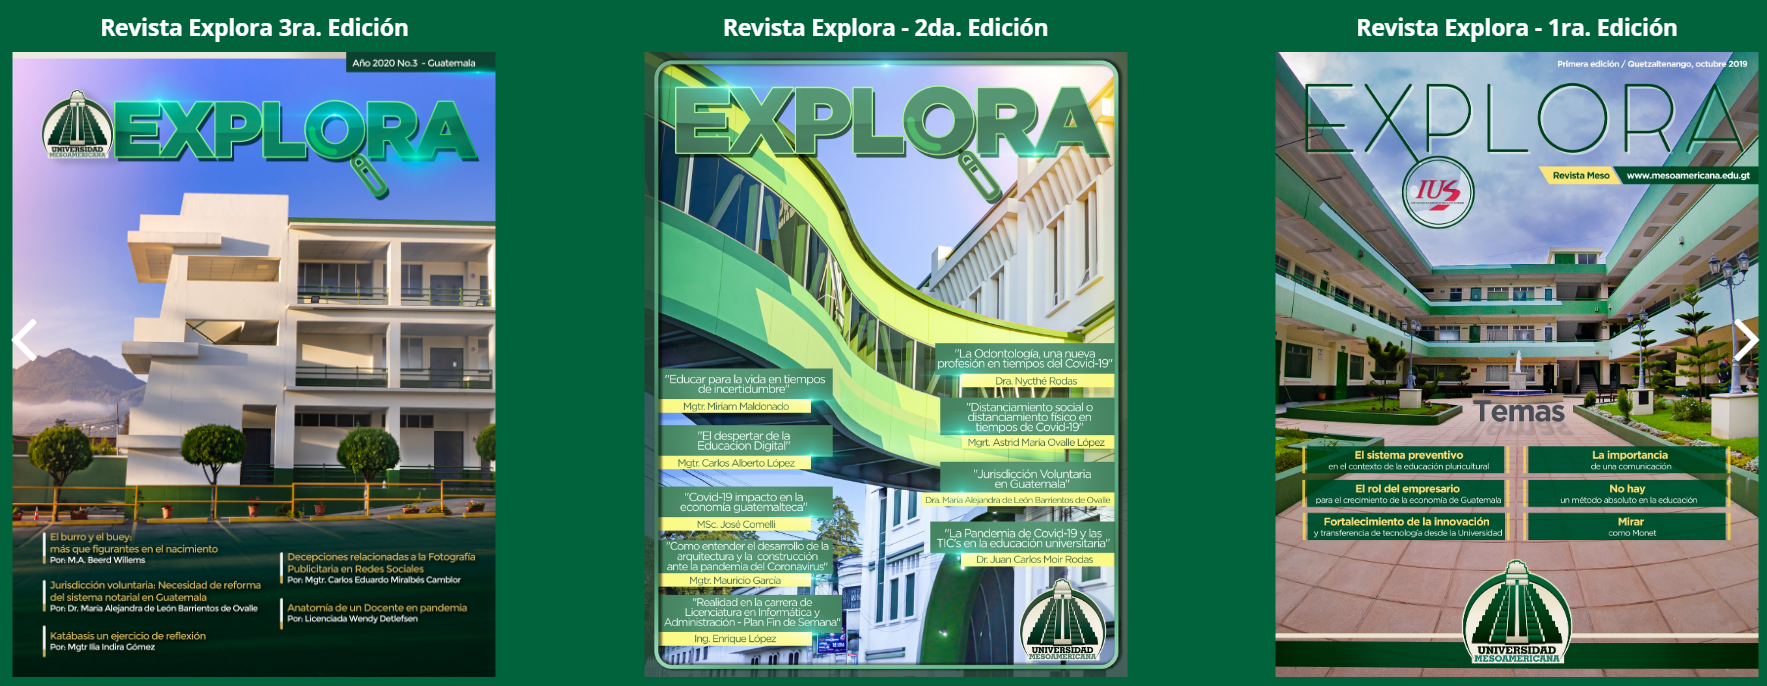 Revista Explora 3ra. Edición
Año 2020 No.3 - Guatemala
EXPLORA
UNIVERSIDAD
MESOAMERICANA
El burro y el buey:
más que figurantes en el nacimiento
Por: M.A. Beerd Willems
Jurisdicción voluntaria: Necesidad de reforma
del sistema notarial en Guatemala
Por: Dr. María Alejandra de León Barrientos de Ovalle
Katábasis un ejercicio de reflexión
Por: Mgtr Ilia Indira Gómez
Decepciones relacionadas a la Fotografía
Publicitaria en Redes Sociales
Por: Mgtr. Carlos Eduardo Miralbés Camblor
Anatomía de un Docente en pandemia
Por: Licenciada Wendy Detlefsen
Revista Explora - 2da. Edición
EXPLORA
"Educar para la vida en tiempos
de incertidumbre"
Mgtr. Miriam Maldonado
"El despertar de la
Educación Digital"
Mgtr. Carlos Alberto López
"Covid-19 impacto en la
economía guatemalteca"
MSc. José Comelli
"Como entender el desarrollo de la
arquitectura y la construcción
ante la pandemia del Coronavirus"
Mgtr. Mauricio García
"Realidad en la carrera de
Licenciatura en Informática y
Administración - Plan Fin de Semana"
Ing. Enrique López
"La Odontología, una nueva
profesión en tiempos del Covid-19"
Dra. Nycthé Rodas
"Distanciamiento social o
distanciamiento físico en
tiempos de Covid-19"
Mgrt. Astrid María Ovalle López
"Jurisdicción Voluntaria
en Guatemala"
Dra. María Alejandra de León Barrientos de Ovalle
"La Pandemia de Covid-19 y las
TIC's en la educación universitaria"
Dr. Juan Carlos Moir Rodas
UNIVERSIDAD
MESOAMERICANA
Revista Explora - 1ra. Edición
Primera edición / Quetzaltenango, octubre 2019
EXPLORA
Revista Meso www.mesoamericana.edu.gt
IUS
Temas
El sistema preventivo
en el contexto de la educación pluricultural
El rol del empresario
para el crecimiento de la economía de Guatemala
Fortalecimiento de la innovación
y transferencia de tecnología desde la Universidad
La importancia
de una comunicación
No hay
un método absoluto en la educación
Mirar
como Monet
UNIVERSIDAD
MESOAMERICANA